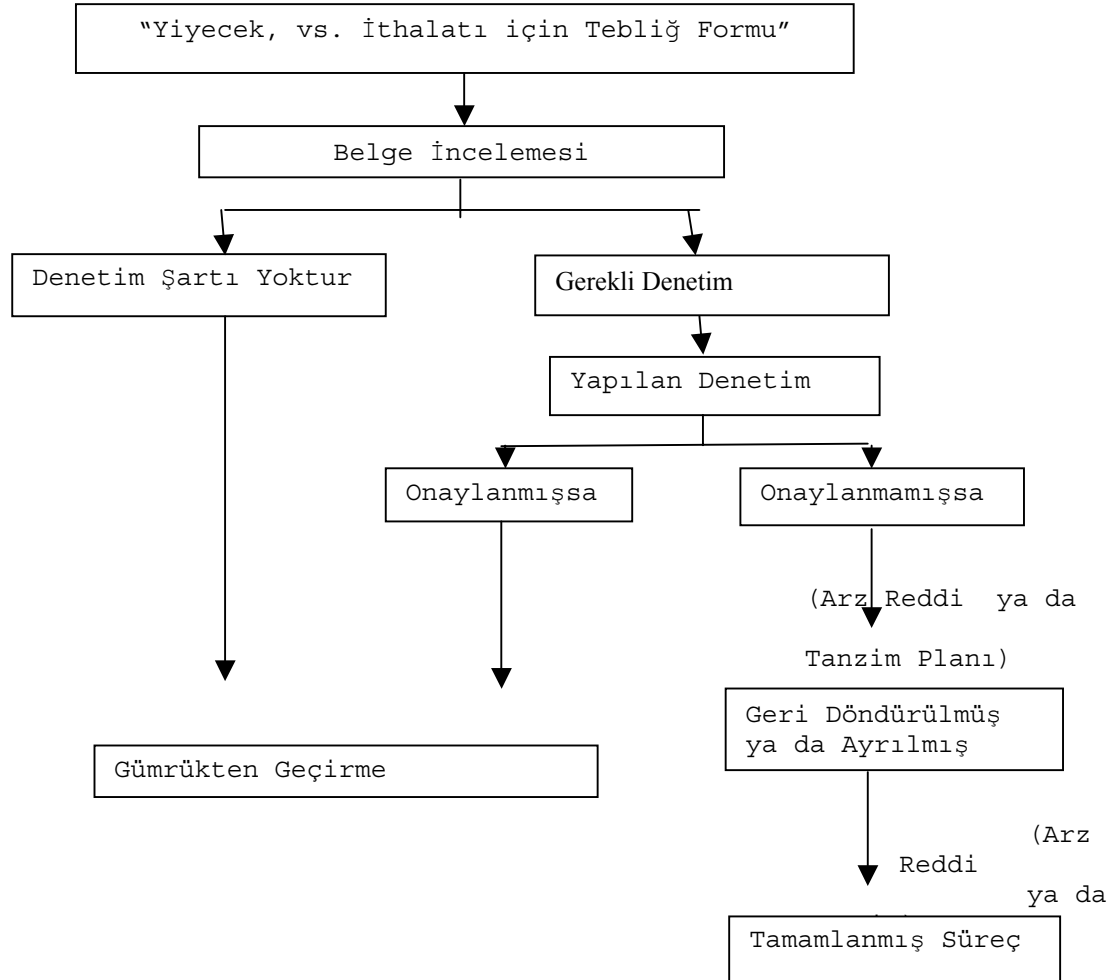 “Yiyecek, vs. İthalatı için Tebliğ Formu”
Belge İncelemesi
Denetim Şartı Yoktur
Gerekli Denetim
Yapılan Denetim
Onaylanmışsa
Onaylanmamışsa
(Arz Reddi ya da
Tanzim Planı)
Geri Döndürülmüş
ya da Ayrılmış
Gümrükten Geçirme
(Arz
Reddi
ya da
Tamamlanmış Süreç